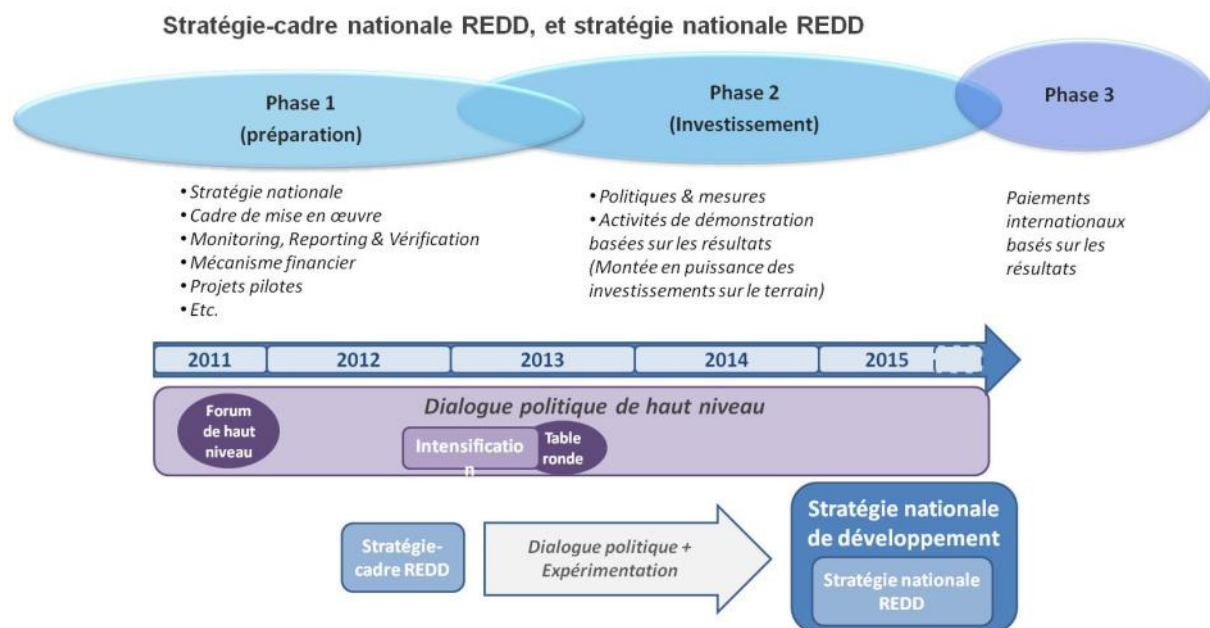 Stratégie-cadre nationale REDD, et stratégie nationale REDD
Phase 1
(préparation)
Phase 2
(Investissement)
Phase 3
• Stratégie nationale
• Cadre de mise en œuvre
• Monitoring, Reporting & Vérification
• Mécanisme financier
• Projets pilotes
• Etc.
• Politiques & mesures
• Activités de démonstration
basées sur les résultats
(Montée en puissance des
investissements sur le terrain)
Paiements
internationaux
basés sur les
résultats
2011 2012 2013 2014 2015
Dialogue politique de haut niveau
Forum
de haut
niveau
Intensificatio
n
Table
ronde
Stratégie-
cadre REDD
Dialogue politique +
Expérimentation
Stratégie nationale
de développement
Stratégie nationale
REDD